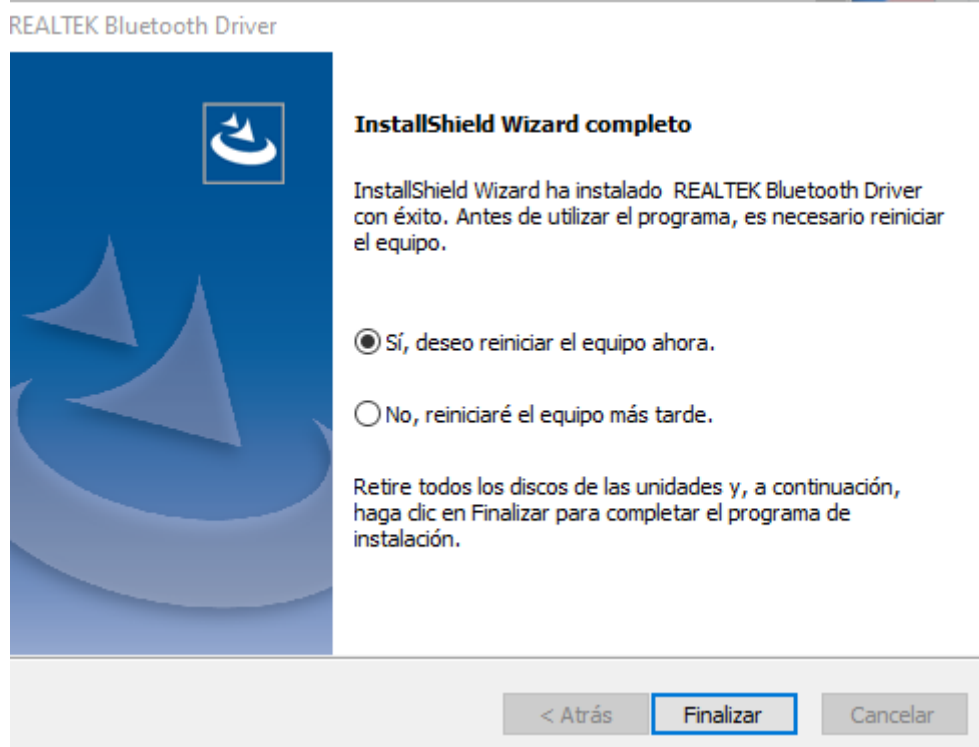 REALTEK Bluetooth Driver
InstallShield Wizard completo
InstallShield Wizard ha instalado  REALTEK Bluetooth Driver
con éxito. Antes de utilizar el programa, es necesario reiniciar
el equipo.
Sí, deseo reiniciar el equipo ahora.
No, reiniciaré el equipo más tarde.
Retire todos los discos de las unidades y, a continuación,
haga clic en Finalizar para completar el programa de
instalación.
< Atrás
Finalizar
Cancelar